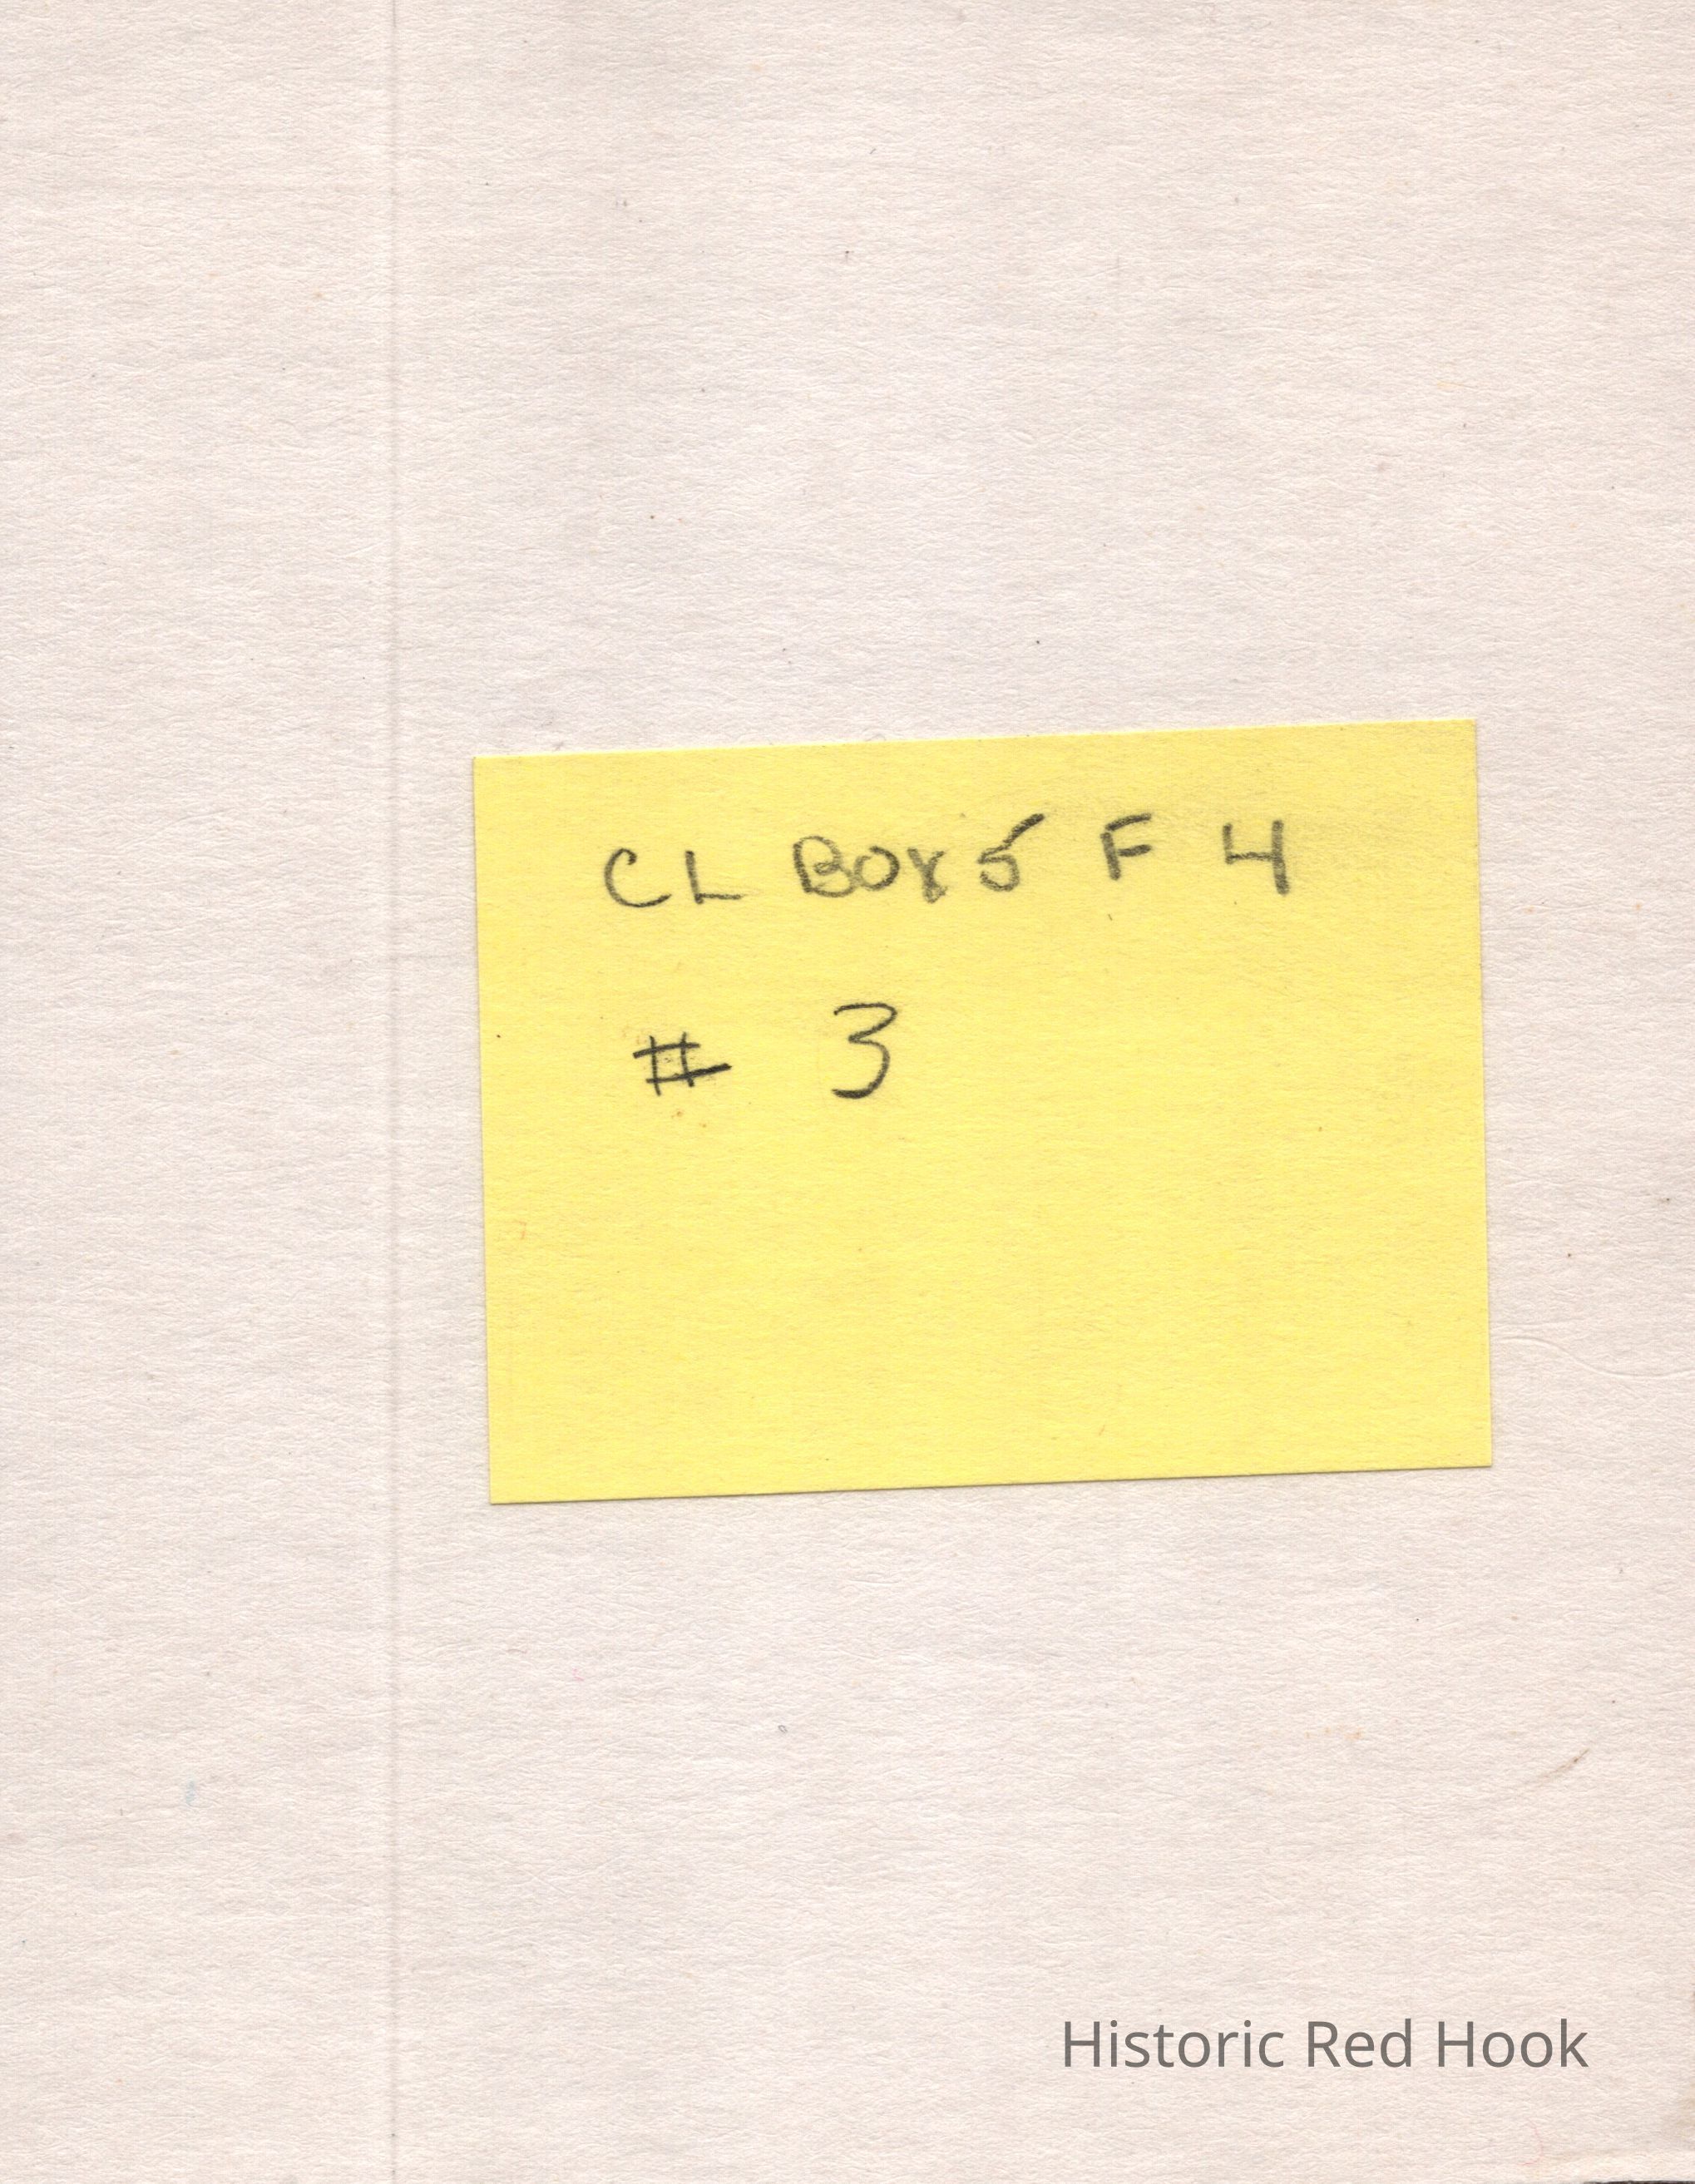 CL BOX 5 F 4
# 3
Historic Red Hook